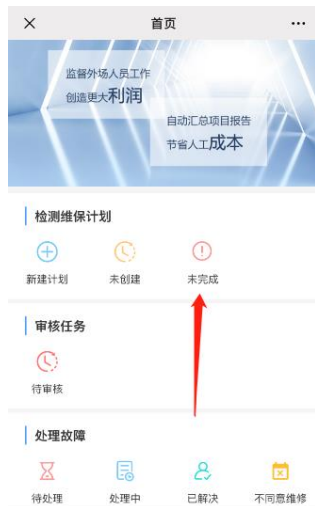 首页
监督外场人员工作
创造更大利润
自动汇总项目报告
节省人工成本
检测维保计划
新建计划 未创建 未完成
审核任务
待审核
处理故障
待处理 处理中 已解决 不同意维修